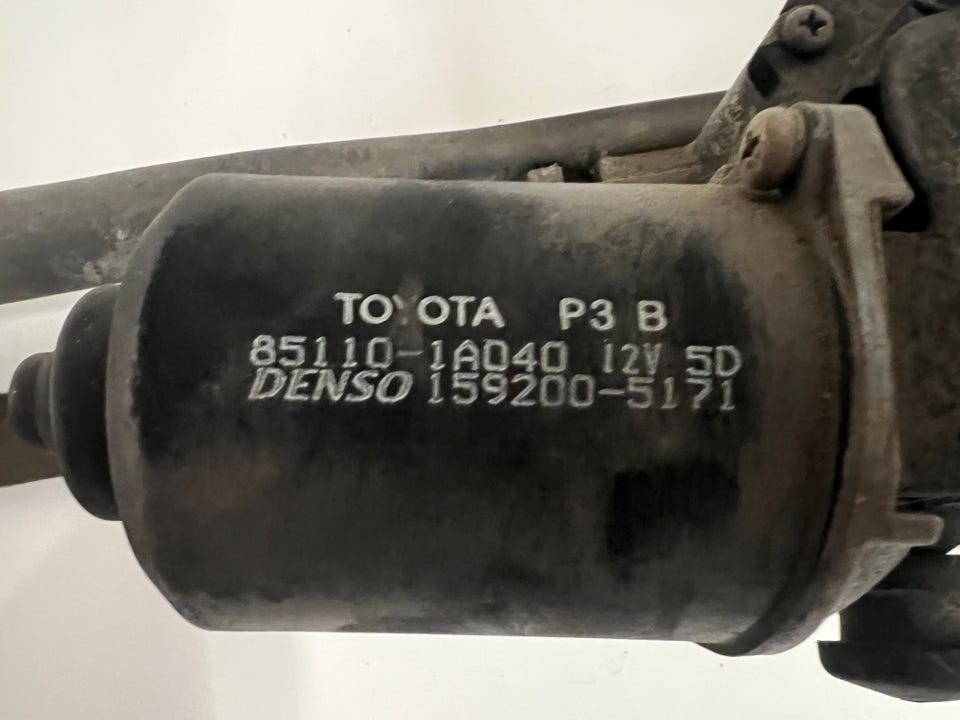 TOYOTA P3 B
85110-1A040 12V 5D
DENSO 159200-5171